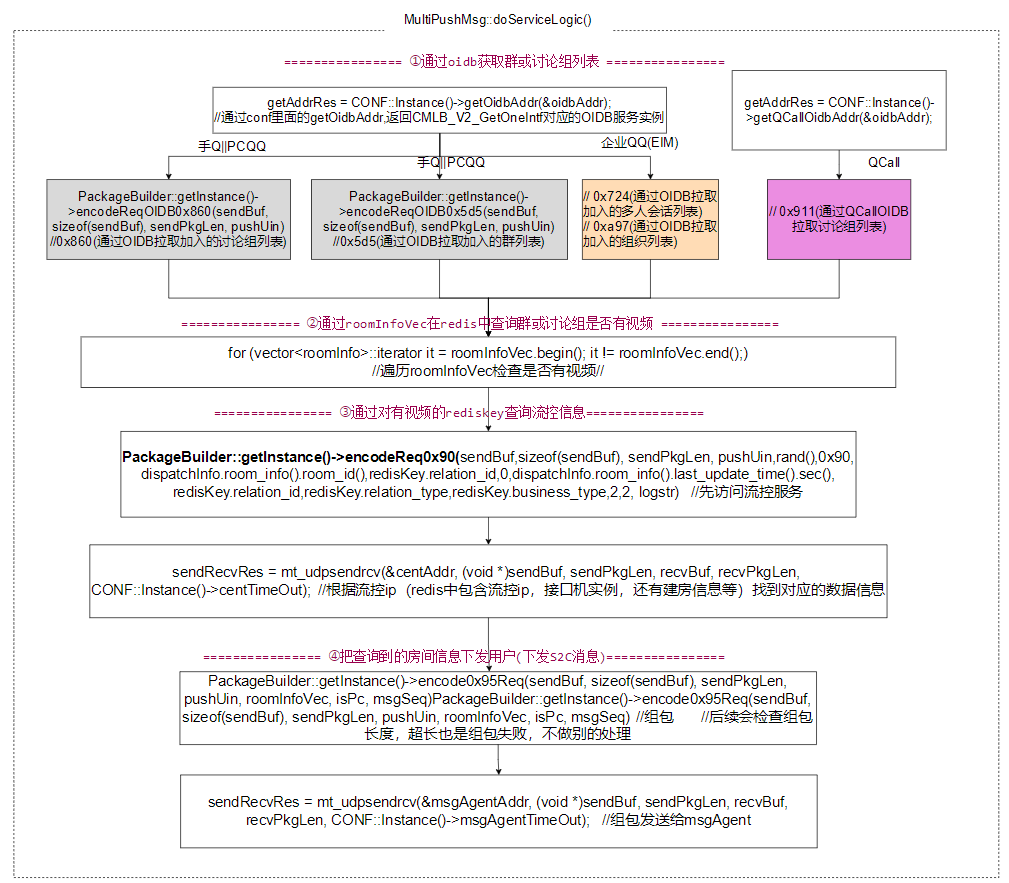 MultiPushMsg::doServiceLogic()
=============== ①通过oidb获取群或讨论组列表 ===============
getAddrRes = CONF::Instance()->getOidbAddr(&oidbAddr);
//通过conf里面的getOidbAddr,返回CMLB_V2_GetOneIntf对应的OIDB服务实例
getAddrRes = CONF::Instance()-
>getQCallOidbAddr(&oidbAddr);
手Q||PCQQ
手Q||PCQQ
企业QQ(EIM)
QCall
PackageBuilder::getInstance()-
>encodeReqOIDB0x860(sendBuf,
sizeof(sendBuf), sendPkgLen, pushUin)
//0x860(通过OIDB拉取加入的讨论组列表)
PackageBuilder::getInstance()-
>encodeReqOIDB0x5d5(sendBuf,
sizeof(sendBuf), sendPkgLen, pushUin)
//0x5d5(通过OIDB拉取加入的群列表)
// 0x724(通过OIDB拉取
加入的多人会话列表)
// 0xa97(通过OIDB拉取
加入的组织列表)
// 0x911(通过QCallOIDB
拉取讨论组列表)
=============== ②通过roomInfoVec在redis中查询群或讨论组是否有视频 ===============
for (vector<roomInfo>::iterator it = roomInfoVec.begin(); it != roomInfoVec.end();)
//遍历roomInfoVec检查是否有视频//
=============== ③通过对有视频的rediskey查询流控信息===============
PackageBuilder::getInstance()->encodeReq0x90(sendBuf,sizeof(sendBuf), sendPkgLen, pushUin,rand(),0x90,
dispatchInfo.room_info().room_id(),redisKey.relation_id,0,dispatchInfo.room_info().last_update_time().sec(),
redisKey.relation_id,redisKey.relation_type,redisKey.business_type,2,2, logstr) //先访问流控服务
sendRecvRes = mt_udpsendrcv(&centAddr, (void *)sendBuf, sendPkgLen, recvBuf, recvPkgLen,
CONF::Instance()->centTimeOut); //根据流控ip（redis中包含流控ip，接口机实例，还有建房信息等）找到对应的数据信息
=============== ④把查询到的房间信息下发用户(下发S2C消息)===============
PackageBuilder::getInstance()->encode0x95Req(sendBuf, sizeof(sendBuf), sendPkgLen,
pushUin, roomInfoVec, isPc, msgSeq)PackageBuilder::getInstance()->encode0x95Req(sendBuf,
sizeof(sendBuf), sendPkgLen, pushUin, roomInfoVec, isPc, msgSeq) //组包 //后续会检查组包
长度，超长也是组包失败，不做别的处理
sendRecvRes = mt_udpsendrcv(&msgAgentAddr, (void *)sendBuf, sendPkgLen, recvBuf,
recvPkgLen, CONF::Instance()->msgAgentTimeOut); //组包发送给msgAgent